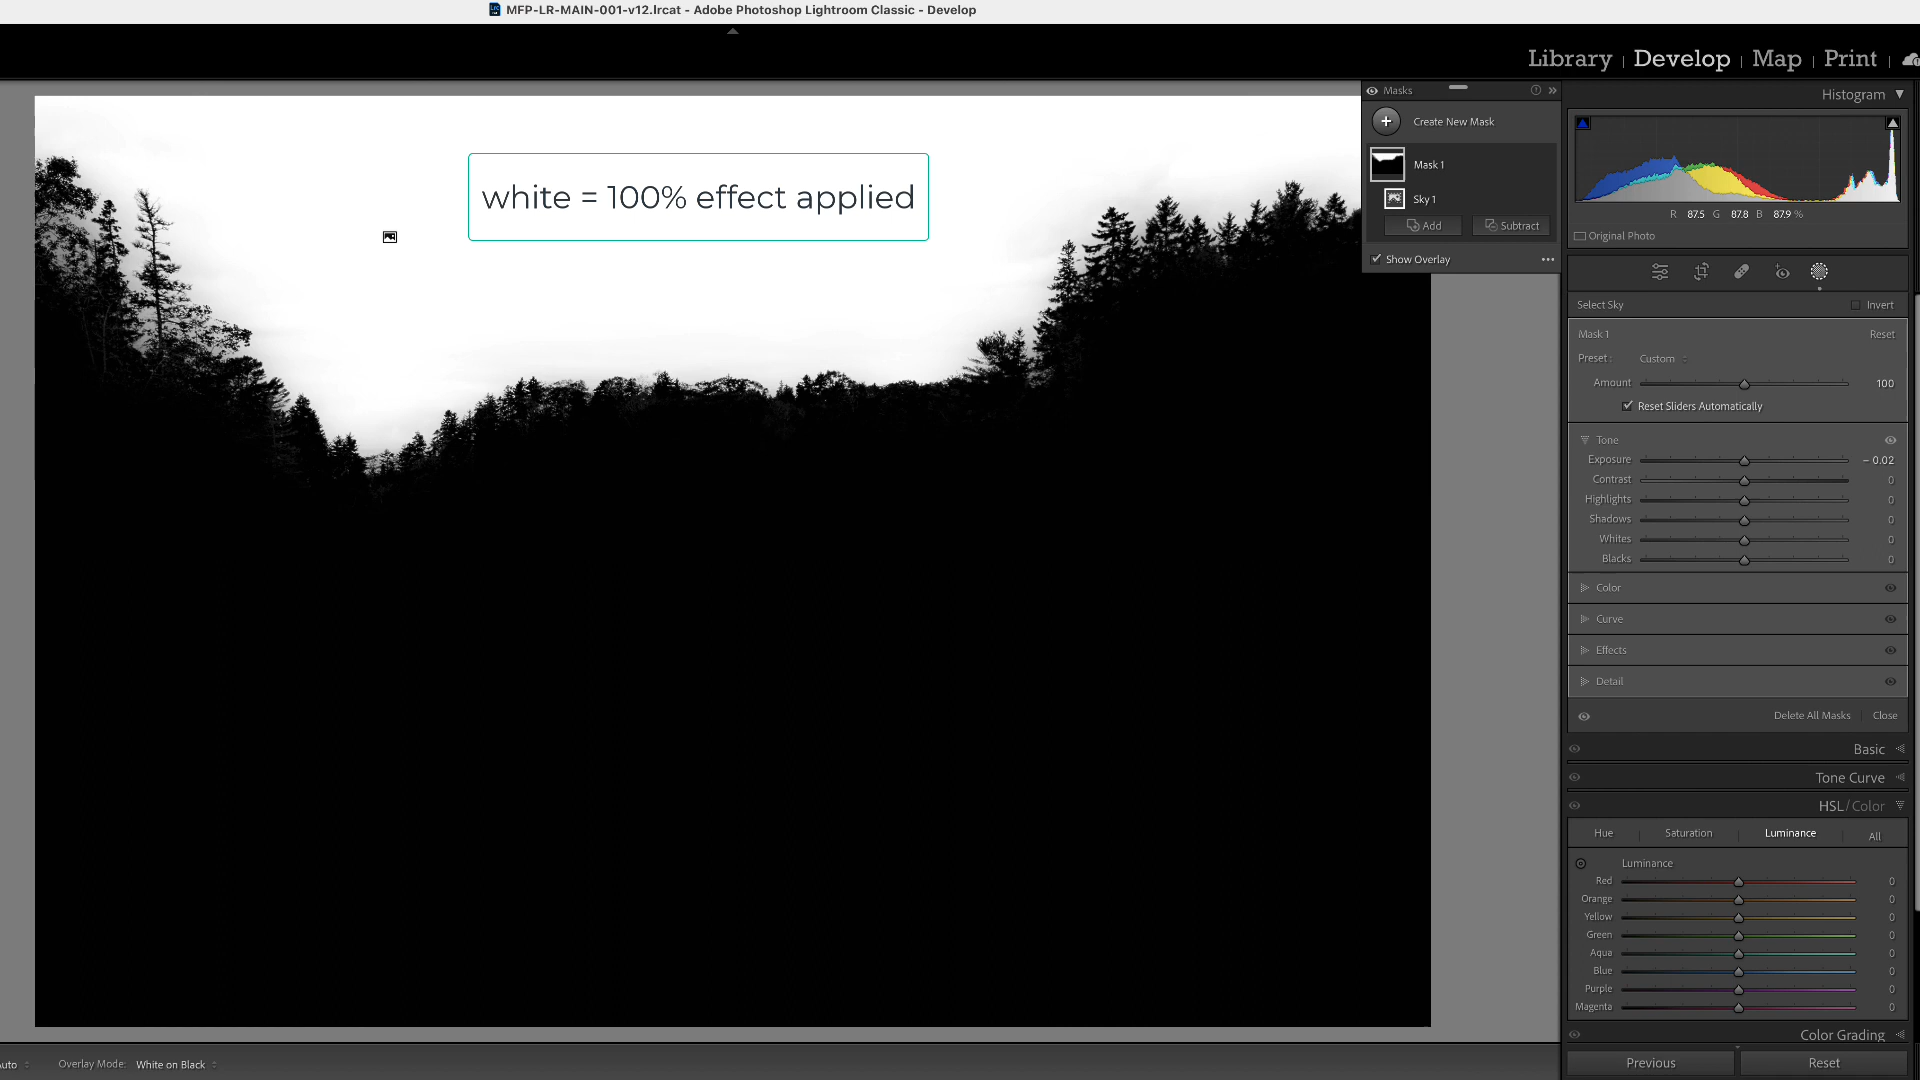 MFP-LR-MAIN-001-v12.lrcat - Adobe Photoshop Lightroom Classic - Develop
Library | Develop | Map | Print |
white = 100% effect applied
Masks
Create New Mask
Mask 1
Sky 1
Add
Subtract
Show Overlay
Histogram
R 87.5 G 87.8 B 87.9 %
Original Photo
Select Sky
Invert
Mask 1
Reset
Preset : Custom
Amount 100
Reset Sliders Automatically
Tone
Exposure – 0.02
Contrast 0
Highlights 0
Shadows 0
Whites 0
Blacks 0
Color
Curve
Effects
Detail
Delete All Masks
Close
Basic
Tone Curve
HSL / Color
Hue
Saturation
Luminance
All
Luminance
Red 0
Orange 0
Yellow 0
Green 0
Aqua 0
Blue 0
Purple 0
Magenta 0
Color Grading
Overlay Mode: White on Black
Previous
Reset